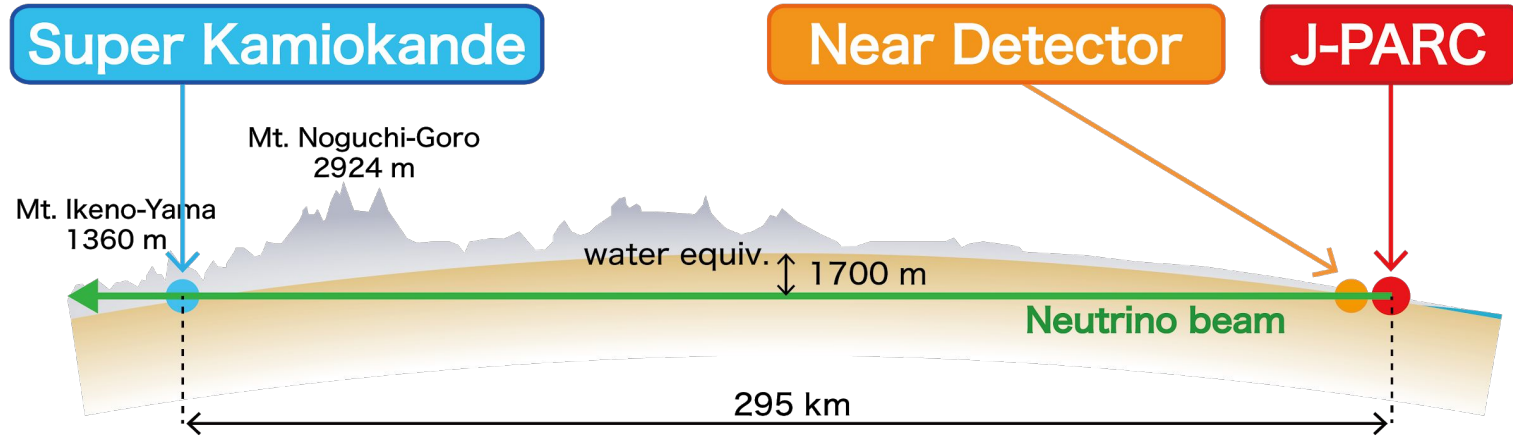 Super Kamiokande
Near Detector
J-PARC
Mt. Noguchi-Goro
2924 m
Mt. Ikeno-Yama
1360 m
water equiv.
1700 m
Neutrino beam
295 km